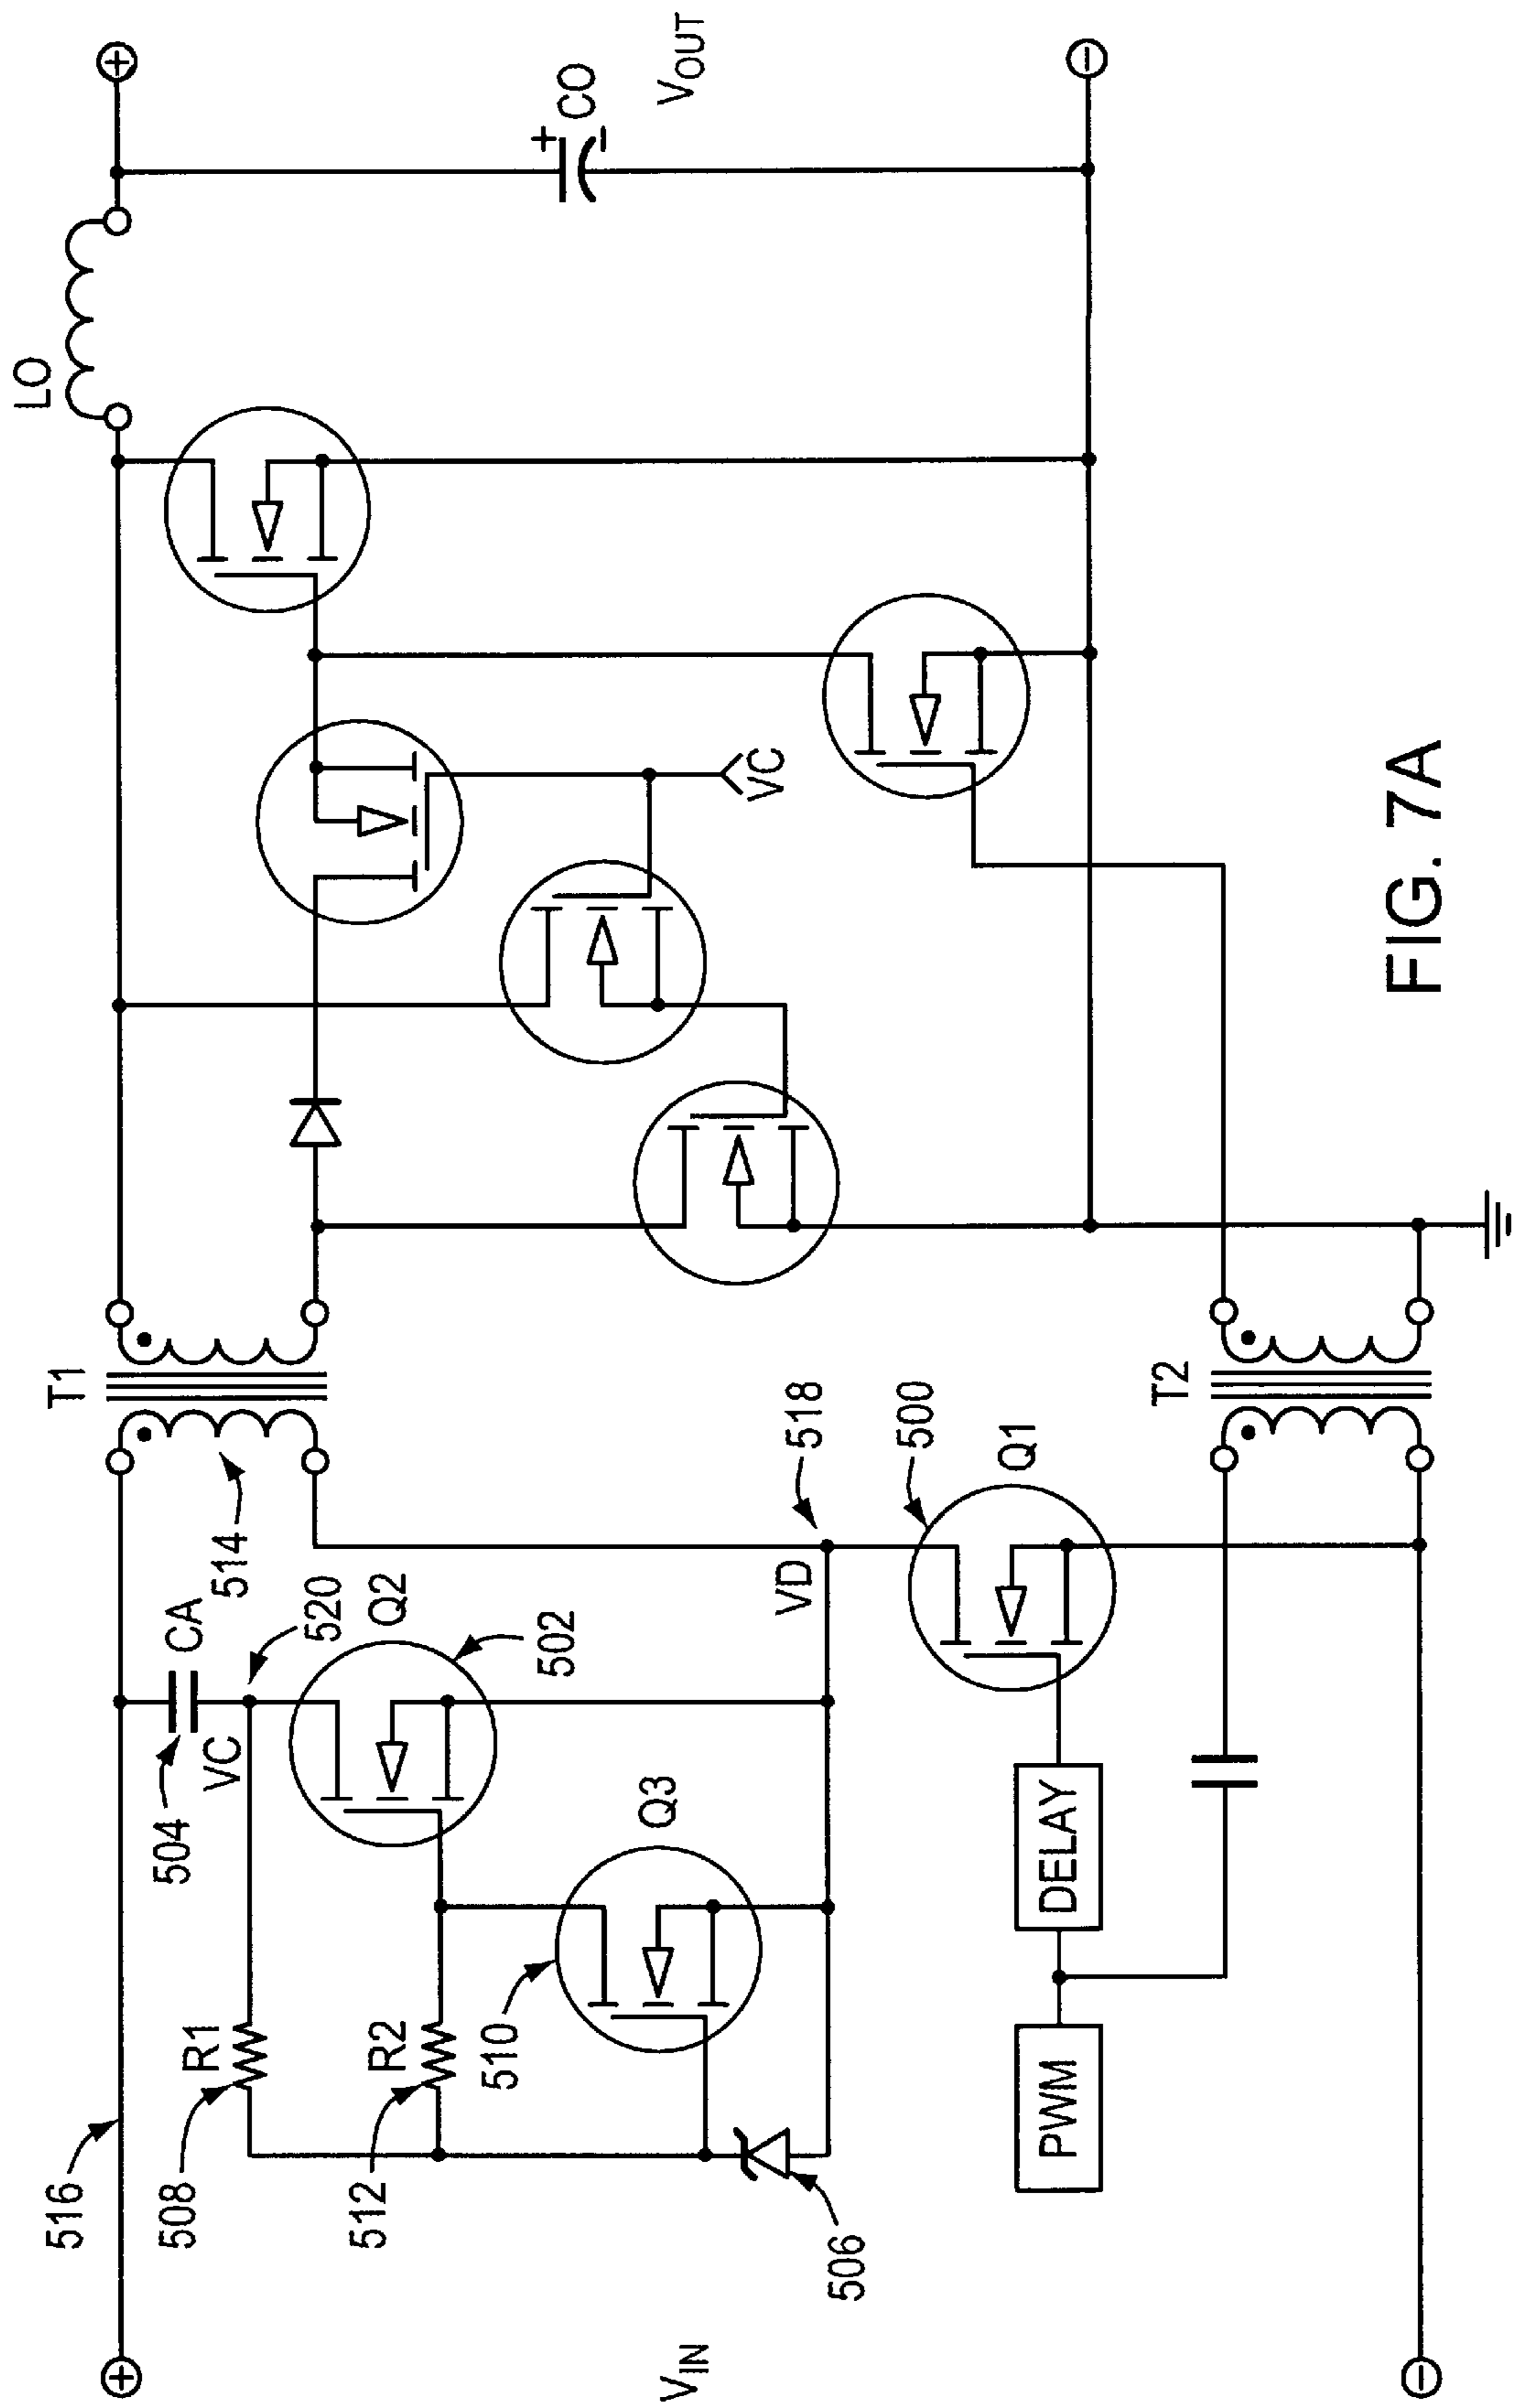 516
508
R1
504
CA
VC
520
Q2
502
514
T1
LO
+
CO
−
VOUT
VIN
512
R2
510
Q3
506
VD
518
500
Q1
VC
PWM
DELAY
T2
FIG. 7A